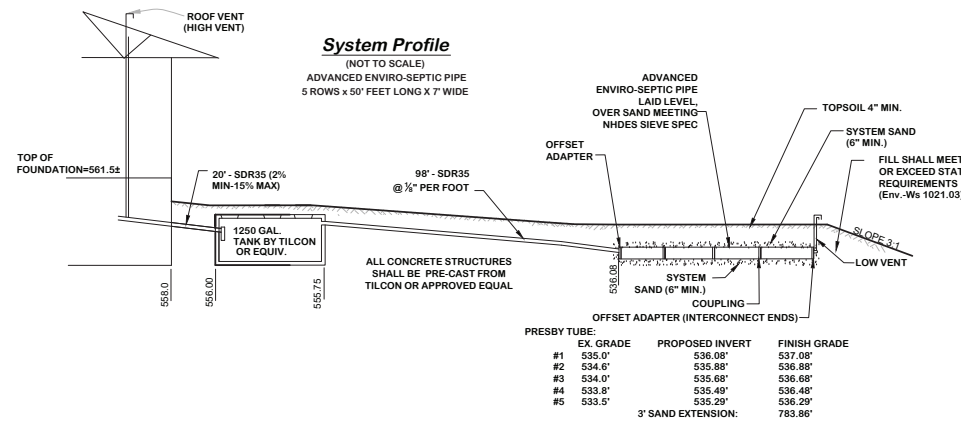 ROOF VENT
(HIGH VENT)
System Profile
(NOT TO SCALE)
ADVANCED ENVIRO-SEPTIC PIPE
5 ROWS x 50' FEET LONG X 7' WIDE
ADVANCED
ENVIRO-SEPTIC PIPE
LAID LEVEL,
OVER SAND MEETING
NHDES SIEVE SPEC
TOPSOIL 4" MIN.
SYSTEM SAND
(6" MIN.)
OFFSET
ADAPTER
FILL SHALL MEET
OR EXCEED STAT
REQUIREMENTS
(Env.-Ws 1021.03)
TOP OF
FOUNDATION=561.5±
20' - SDR35 (2%
MIN-15% MAX)
98' - SDR35
@ ⅛" PER FOOT
1250 GAL.
TANK BY TILCON
OR EQUIV.
SLOPE 3:1
LOW VENT
ALL CONCRETE STRUCTURES
SHALL BE PRE-CAST FROM
TILCON OR APPROVED EQUAL
SYSTEM
SAND (6" MIN.)
COUPLING
OFFSET ADAPTER (INTERCONNECT ENDS)
558.0
556.00
555.75
536.08
PRESBY TUBE:
EX. GRADE PROPOSED INVERT FINISH GRADE
#1 535.0' 536.08' 537.08'
#2 534.6' 535.88' 536.88'
#3 534.0' 535.68' 536.68'
#4 533.8' 535.49' 536.48'
#5 533.5' 535.29' 536.29'
3' SAND EXTENSION: 783.86'